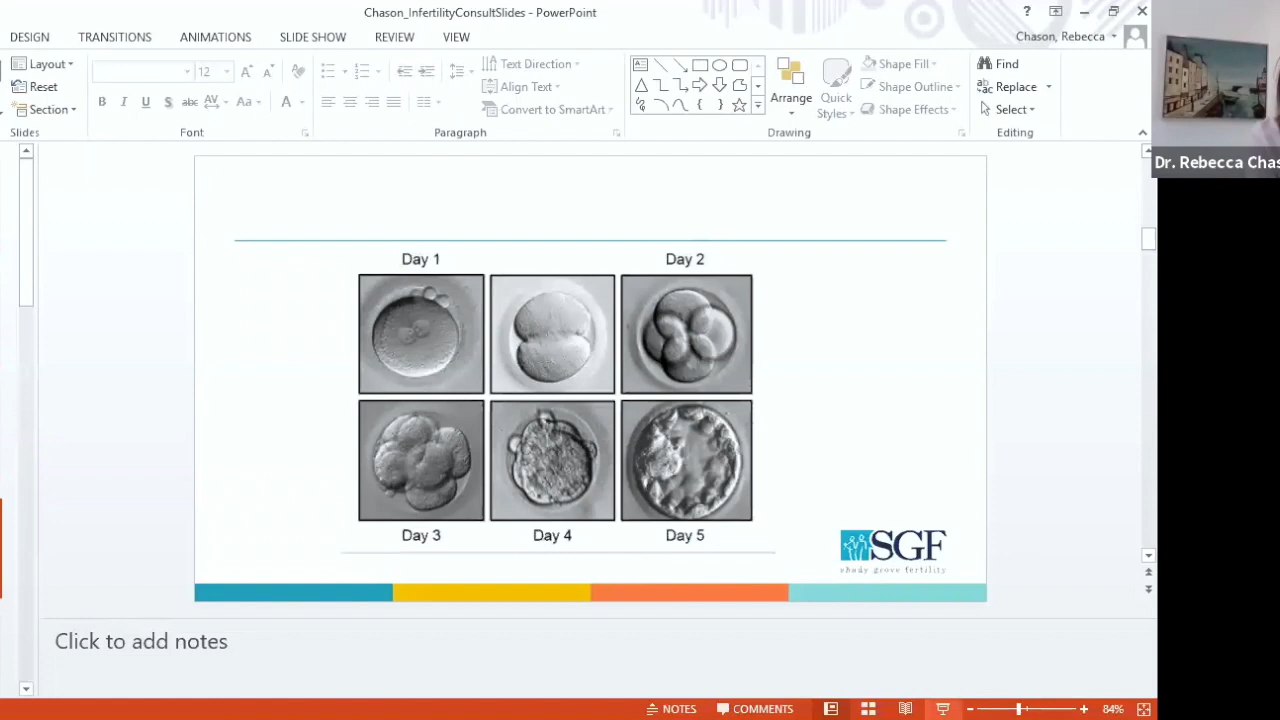 Chason_InfertilityConsultSlides - PowerPoint
?
DESIGN TRANSITIONS ANIMATIONS SLIDE SHOW REVIEW VIEW
Chason, Rebecca
Layout
Reset
Section
Slides
12
B I U S abc AV Aa A
Font
Text Direction
Align Text
Convert to SmartArt
Paragraph
Arrange
Quick
Styles
Shape Fill
Shape Outline
Shape Effects
Drawing
Find
Replace
Select
Editing
Dr. Rebecca Chas
Day 1 Day 2
Day 3 Day 4 Day 5
SGF
shady grove fertility
Click to add notes
NOTES COMMENTS 84%